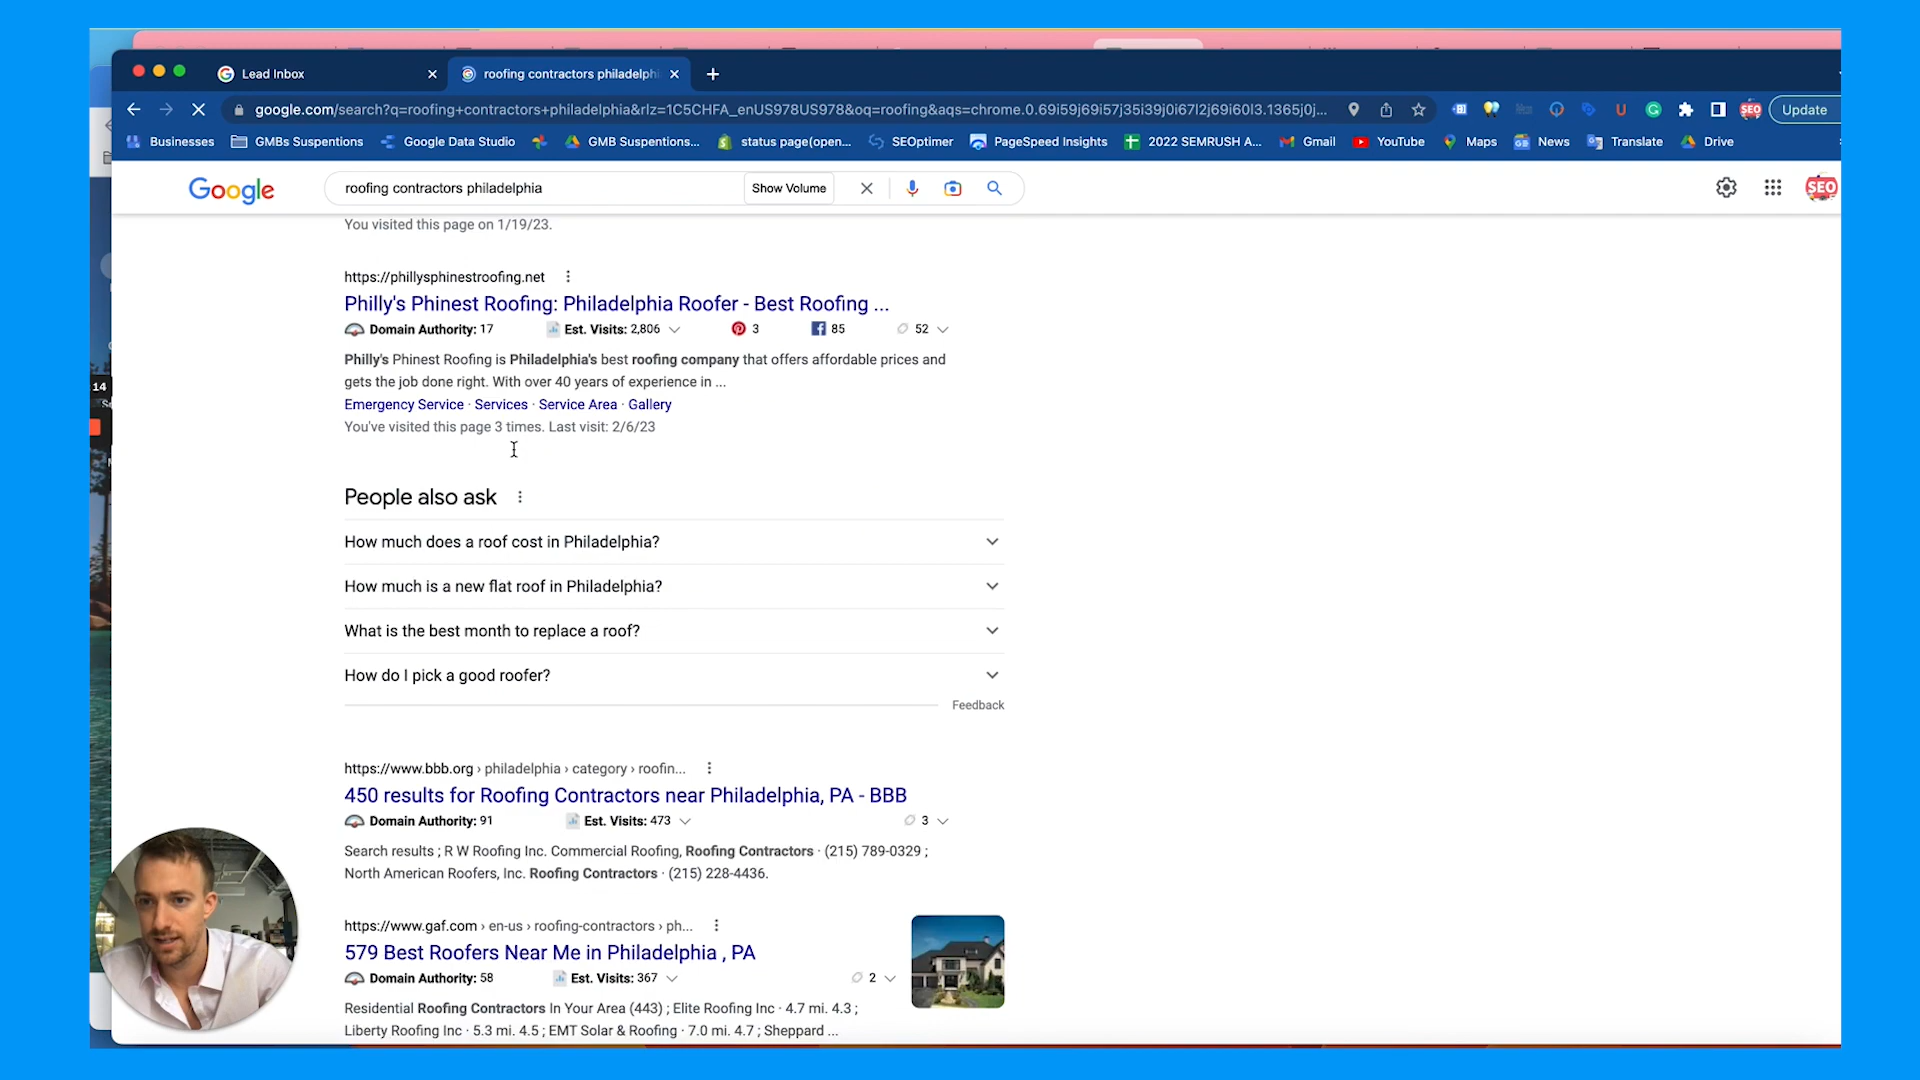 Lead Inbox
roofing contractors philadelphi
google.com/search?q=roofing+contractors+philadelphia&rlz=1C5CHFA_enUS978US978&oq=roofing&aqs=chrome.0.69i59j69i57j35i39j0i67l2j69i60l3.1365j0j...
SEO
Update
Businesses
GMBs Suspentions
Google Data Studio
GMB Suspentions...
status page(open...
SEOptimer
PageSpeed Insights
2022 SEMRUSH A...
Gmail
YouTube
Maps
News
Translate
Drive
Google
roofing contractors philadelphia
Show Volume
SEO
You visited this page on 1/19/23.
https://phillysphinestroofing.net
Philly's Phinest Roofing: Philadelphia Roofer - Best Roofing ...
Domain Authority: 17
Est. Visits: 2,806
3
85
52
Philly's Phinest Roofing is Philadelphia's best roofing company that offers affordable prices and
gets the job done right. With over 40 years of experience in ...
Emergency Service · Services · Service Area · Gallery
You've visited this page 3 times. Last visit: 2/6/23
14
People also ask
How much does a roof cost in Philadelphia?
How much is a new flat roof in Philadelphia?
What is the best month to replace a roof?
How do I pick a good roofer?
Feedback
https://www.bbb.org › philadelphia › category › roofin...
450 results for Roofing Contractors near Philadelphia, PA - BBB
Domain Authority: 91
Est. Visits: 473
3
Search results ; R W Roofing Inc. Commercial Roofing, Roofing Contractors · (215) 789-0329 ;
North American Roofers, Inc. Roofing Contractors · (215) 228-4436.
https://www.gaf.com › en-us › roofing-contractors › ph...
579 Best Roofers Near Me in Philadelphia , PA
Domain Authority: 58
Est. Visits: 367
2
Residential Roofing Contractors In Your Area (443) ; Elite Roofing Inc · 4.7 mi. 4.3 ;
Liberty Roofing Inc · 5.3 mi. 4.5 ; EMT Solar & Roofing · 7.0 mi. 4.7 ; Sheppard ...